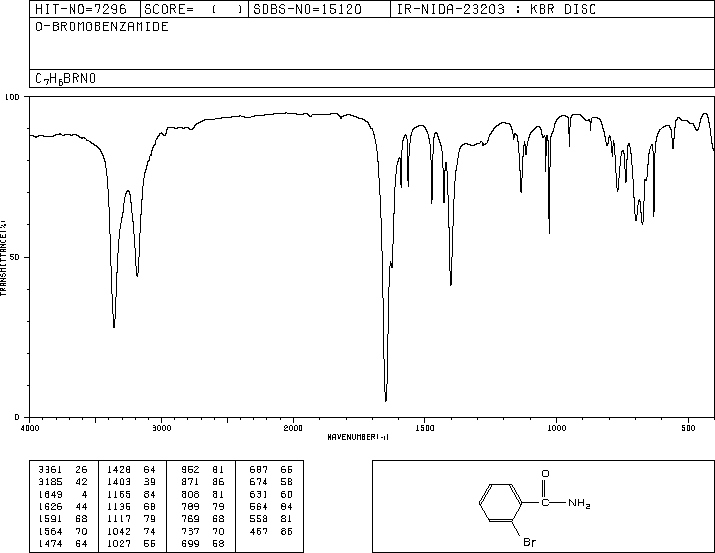 HIT-NO=7296 SCORE= ( ) SDBS-NO=15120 IR-NIDA-23203 : KBR DISC
O-BROMOBENZAMIDE
C7H6BRNO
100
50
0
TRANSMITTANCE(%)
4000 3000 2000 1500 1000 500
WAVENUMBER(-1)
3361 26 1428 64 952 81 687 66
3185 42 1403 39 871 86 674 58
1649 4 1155 84 808 81 631 60
1626 44 1136 68 789 79 564 84
1591 68 1117 79 769 68 558 81
1564 70 1042 74 737 70 467 86
1474 64 1027 55 699 58
O
C
NH2
Br